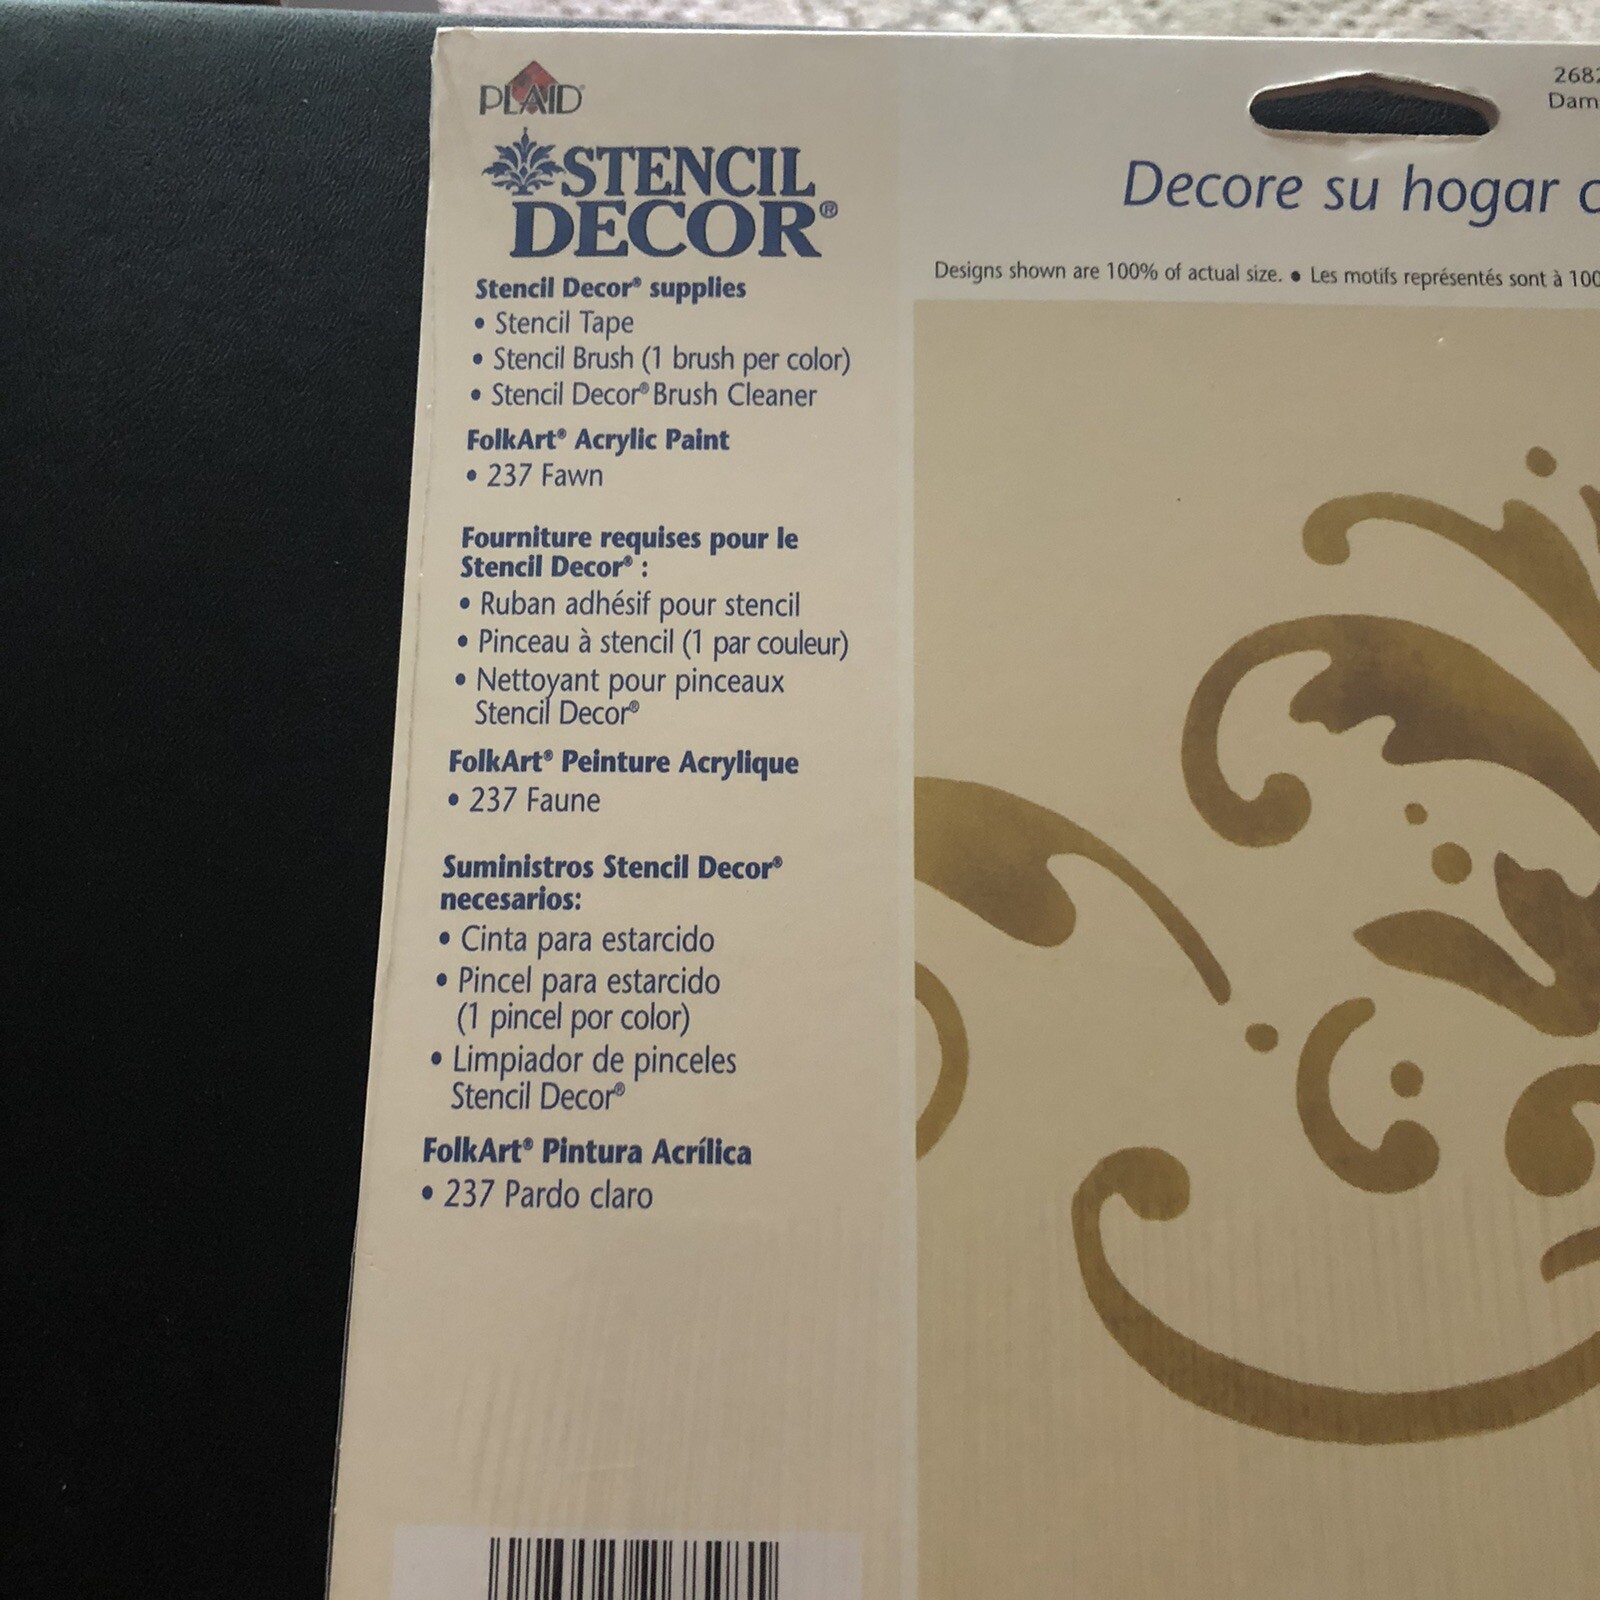 PLAID
STENCIL
DECOR®
Stencil Decor® supplies
• Stencil Tape
• Stencil Brush (1 brush per color)
• Stencil Decor® Brush Cleaner
FolkArt® Acrylic Paint
• 237 Fawn
Fourniture requises pour le
Stencil Decor® :
• Ruban adhésif pour stencil
• Pinceau à stencil (1 par couleur)
• Nettoyant pour pinceaux
Stencil Decor®
FolkArt® Peinture Acrylique
• 237 Faune
Suministros Stencil Decor®
necesarios:
• Cinta para estarcido
• Pincel para estarcido
(1 pincel por color)
• Limpiador de pinceles
Stencil Decor®
FolkArt® Pintura Acrílica
• 237 Pardo claro
2682
Dam
Decore su hogar
Designs shown are 100% of actual size. • Les motifs représentés sont à 100